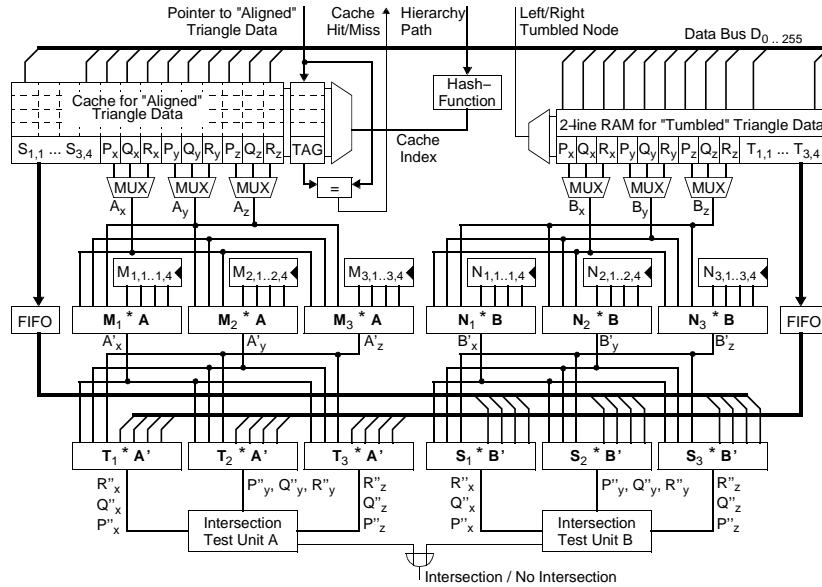 Pointer to "Aligned" Triangle Data
Cache Hit/Miss
Hierarchy Path
Left/Right Tumbled Node
Data Bus D0 .. 255
Cache for "Aligned" Triangle Data
Hash–Function
2–line RAM for "Tumbled" Triangle Data
Cache Index
S1,1 ... S3,4 Px Qx Rx Py Qy Ry Pz Qz Rz TAG
Px Qx Rx Py Qy Ry Pz Qz Rz T1,1 ... T3,4
MUX MUX MUX =
MUX MUX MUX
Ax Ay Az
Bx By Bz
M1,1..1,4 M2,1..2,4 M3,1..3,4
N1,1..1,4 N2,1..2,4 N3,1..3,4
FIFO M1 * A M2 * A M3 * A
N1 * B N2 * B N3 * B FIFO
A'x A'y A'z
B'x B'y B'z
T1 * A' T2 * A' T3 * A'
S1 * B' S2 * B' S3 * B'
R"x P"y, Q"y, R"y R"z
R"x P"y, Q"y, R"y R"z
Q"x Q"z
Q"x Q"z
P"x P"z
P"x P"z
Intersection Test Unit A
Intersection Test Unit B
Intersection / No Intersection